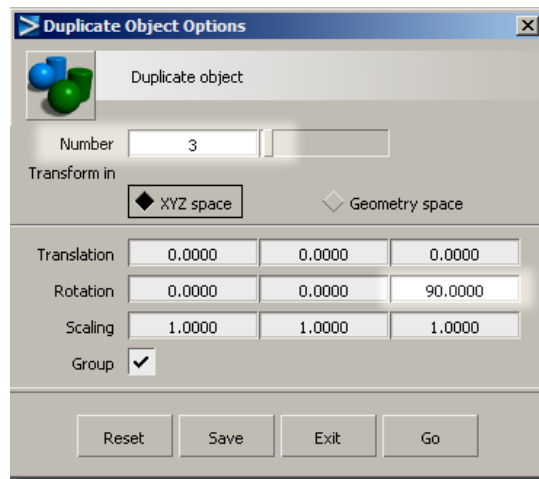 Duplicate Object Options
Duplicate object
Number 3
Transform in
XYZ space Geometry space
Translation 0.0000 0.0000 0.0000
Rotation 0.0000 0.0000 90.0000
Scaling 1.0000 1.0000 1.0000
Group
Reset Save Exit Go